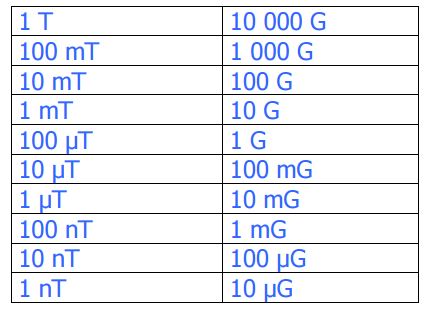 1 T 10 000 G
100 mT 1 000 G
10 mT 100 G
1 mT 10 G
100 µT 1 G
10 µT 100 mG
1 µT 10 mG
100 nT 1 mG
10 nT 100 µG
1 nT 10 µG